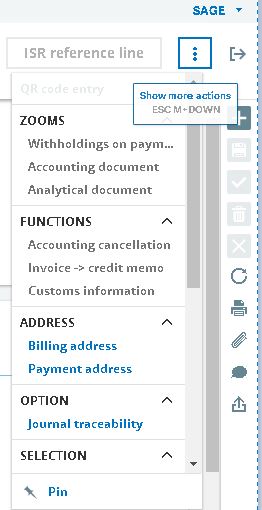 SAGE
ISR reference line
QR code entry
Show more actions
ESC M+DOWN
ZOOMS
Withholdings on paym...
Accounting document
Analytical document
FUNCTIONS
Accounting cancellation
Invoice -> credit memo
Customs information
ADDRESS
Billing address
Payment address
OPTION
Journal traceability
SELECTION
Pin